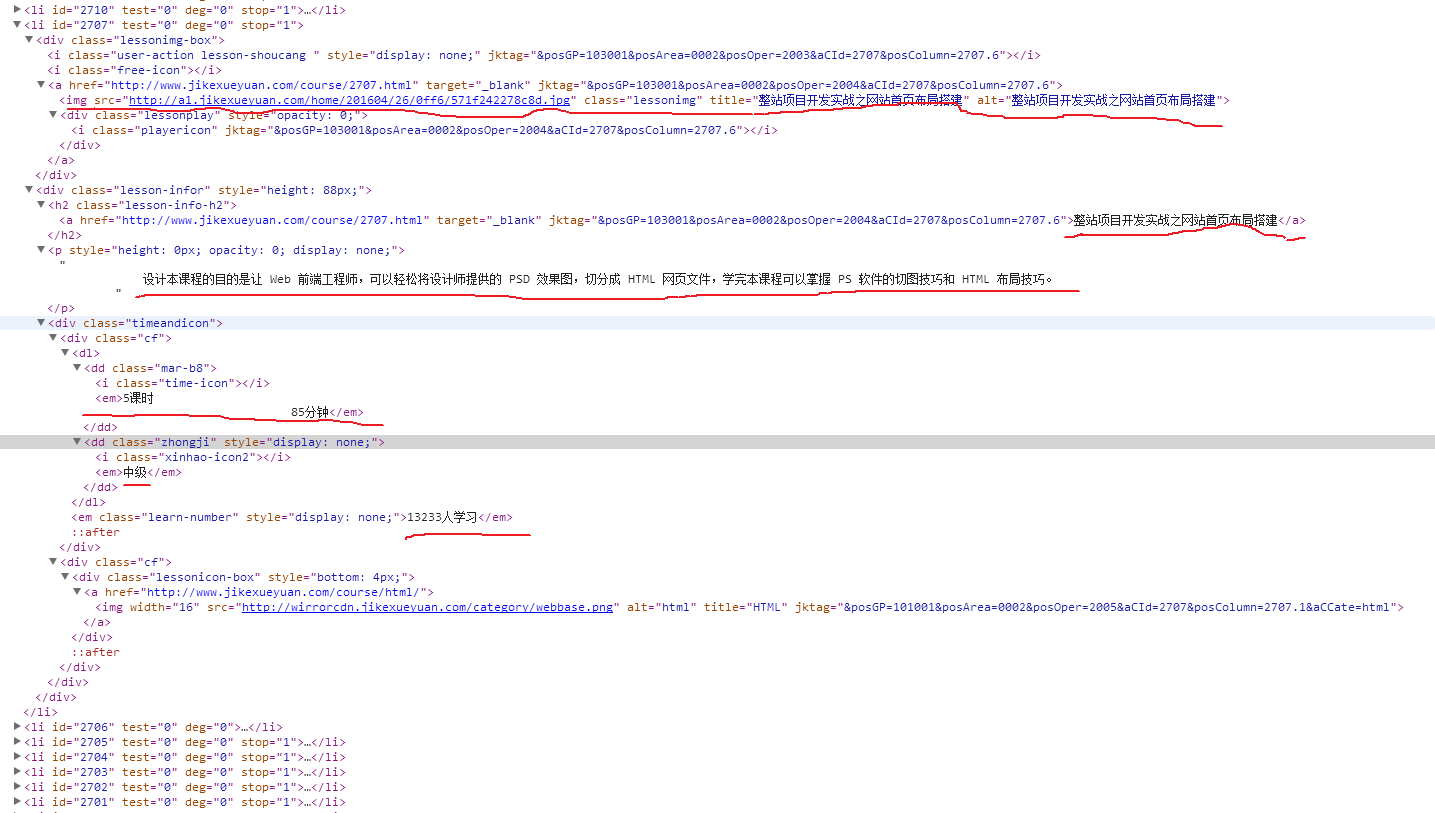 <li id="2710" test="0" deg="0" stop="1">…</li>
<li id="2707" test="0" deg="0" stop="1">
<div class="lessonimg-box">
<i class="user-action lesson-shoucang " style="display: none;" jktag="&posGP=103001&posArea=0002&posOper=2003&aCId=2707&posColumn=2707.6"></i>
<i class="free-icon"></i>
<a href="http://www.jikexueyuan.com/course/2707.html" target="_blank" jktag="&posGP=103001&posArea=0002&posOper=2004&aCId=2707&posColumn=2707.6">
<img src="http://a1.jikexueyuan.com/home/201604/26/0ff6/571f242278c8d.jpg" class="lessonimg" title="整站项目开发实战之网站首页布局搭建" alt="整站项目开发实战之网站首页布局搭建">
<div class="lessonplay" style="opacity: 0;">
<i class="playericon" jktag="&posGP=103001&posArea=0002&posOper=2004&aCId=2707&posColumn=2707.6"></i>
</div>
</a>
</div>
<div class="lesson-infor" style="height: 88px;">
<h2 class="lesson-info-h2">
<a href="http://www.jikexueyuan.com/course/2707.html" target="_blank" jktag="&posGP=103001&posArea=0002&posOper=2004&aCId=2707&posColumn=2707.6">整站项目开发实战之网站首页布局搭建</a>
</h2>
<p style="height: 0px; opacity: 0; display: none;">
"
设计本课程的目的是让 Web 前端工程师，可以轻松将设计师提供的 PSD 效果图，切分成 HTML 网页文件，学完本课程可以掌握 PS 软件的切图技巧和 HTML 布局技巧。
"
</p>
<div class="timeandicon">
<div class="cf">
<dl>
<dd class="mar-b8">
<i class="time-icon"></i>
<em>5课时
85分钟</em>
</dd>
<dd class="zhongji" style="display: none;">
<i class="xinhao-icon2"></i>
<em>中级</em>
</dd>
</dl>
<em class="learn-number" style="display: none;">13233人学习</em>
::after
</div>
<div class="cf">
<div class="lessonicon-box" style="bottom: 4px;">
<a href="http://www.jikexueyuan.com/course/html/">
<img width="16" src="http://wirrorcdn.jikexueyuan.com/category/webbase.png" alt="html" title="HTML" jktag="&posGP=101001&posArea=0002&posOper=2005&aCId=2707&posColumn=2707.1&aCCate=html">
</a>
</div>
::after
</div>
</div>
</div>
</li>
<li id="2706" test="0" deg="0">…</li>
<li id="2705" test="0" deg="0" stop="1">…</li>
<li id="2704" test="0" deg="0" stop="1">…</li>
<li id="2703" test="0" deg="0" stop="1">…</li>
<li id="2702" test="0" deg="0" stop="1">…</li>
<li id="2701" test="0" deg="0" stop="1">…</li>